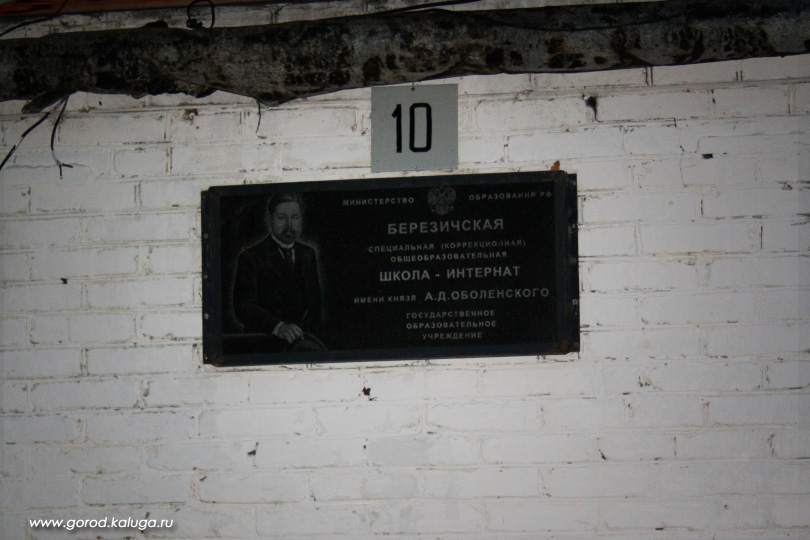 10
МИНИСТЕРСТВО ОБРАЗОВАНИЯ РФ
БЕРЕЗИЧСКАЯ
СПЕЦИАЛЬНАЯ (КОРРЕКЦИОННАЯ)
ОБЩЕОБРАЗОВАТЕЛЬНАЯ
ШКОЛА - ИНТЕРНАТ
ИМЕНИ КНЯЗЯ А.Д.ОБОЛЕНСКОГО
ГОСУДАРСТВЕННОЕ
ОБРАЗОВАТЕЛЬНОЕ
УЧРЕЖДЕНИЕ
www.gorod.kaluga.ru